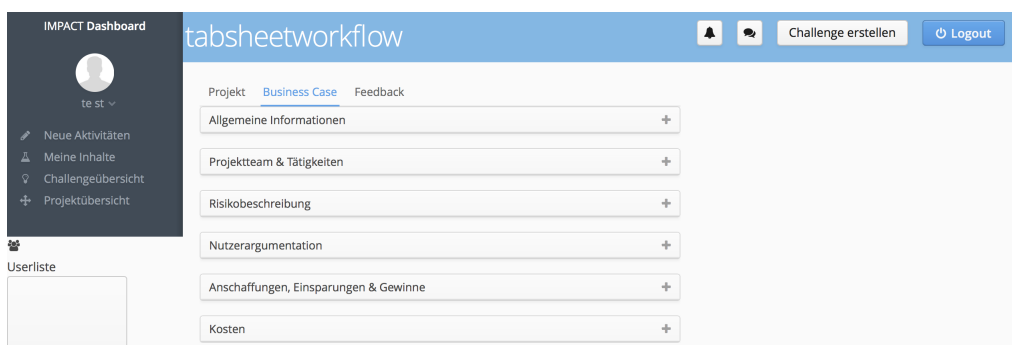 IMPACT Dashboard
te st
Neue Aktivitäten
Meine Inhalte
Challengeübersicht
Projektübersicht
Userliste
tabsheetworkflow
Challenge erstellen
Logout
Projekt Business Case Feedback
Allgemeine Informationen
Projektteam & Tätigkeiten
Risikobeschreibung
Nutzerargumentation
Anschaffungen, Einsparungen & Gewinne
Kosten